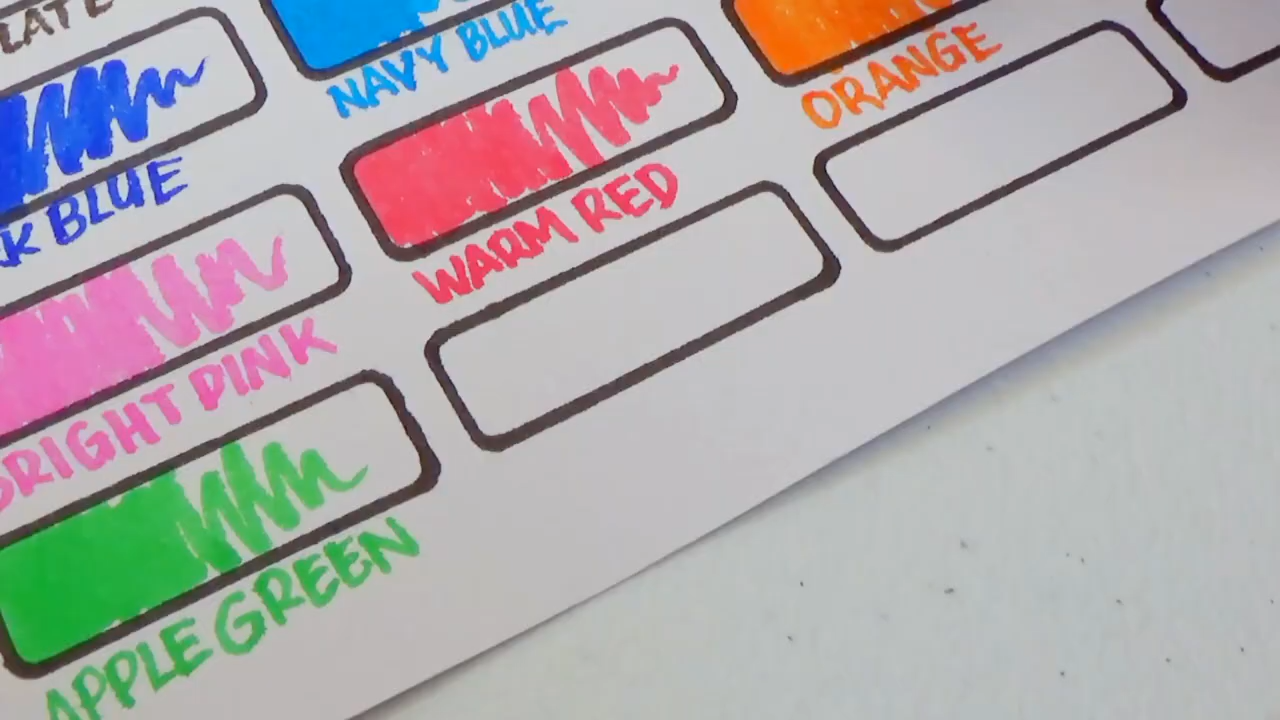 NAVY BLUE
ORANGE
BLUE
WARM RED
BRIGHT PINK
APPLE GREEN